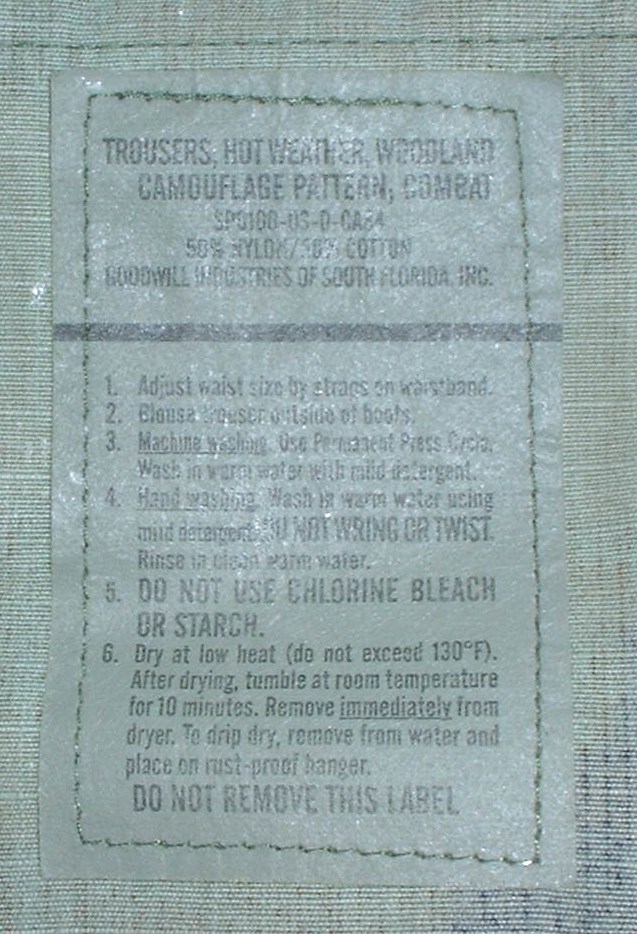 TROUSERS, HOT WEATHER, WOODLAND
CAMOUFLAGE PATTERN, COMBAT
50% NYLON/50% COTTON
GOODWILL INDUSTRIES OF SOUTH FLORIDA, INC.
1. Adjust waist size by straps on waistband.
2. Blouse trouser outside of boots.
3. Machine washing. Use Permanent Press Cycle.
Wash in warm water with mild detergent.
4. Hand washing. Wash in warm water using
mild detergent. DO NOT WRING OR TWIST.
Rinse in clean warm water.
5. DO NOT USE CHLORINE BLEACH
OR STARCH.
6. Dry at low heat (do not exceed 130°F).
After drying, tumble at room temperature
for 10 minutes. Remove immediately from
dryer. To drip dry, remove from water and
place on rust-proof hanger.
DO NOT REMOVE THIS LABEL